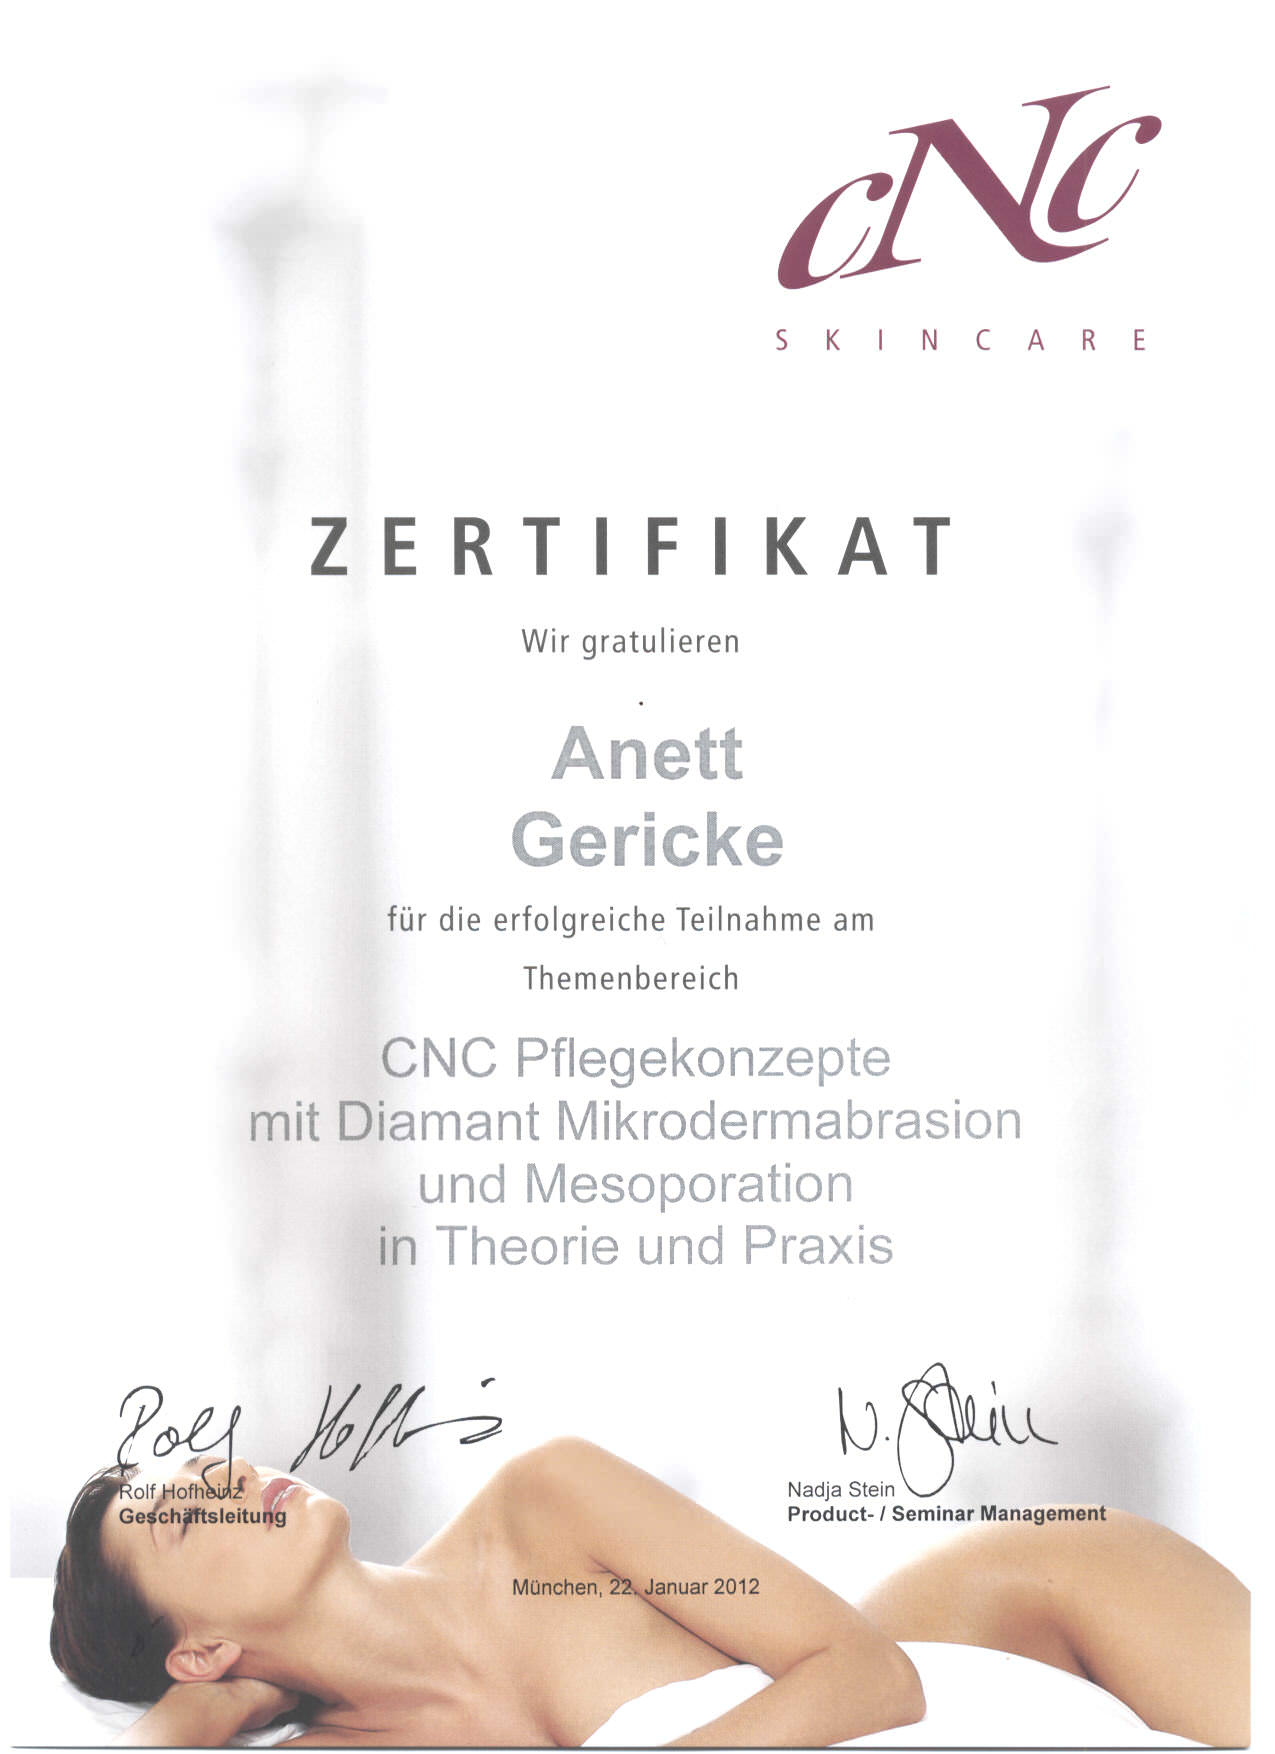 CNC
SKINCARE
ZERTIFIKAT
Wir gratulieren
Anett
Gericke
für die erfolgreiche Teilnahme am
Themenbereich
CNC Pflegekonzepte
mit Diamant Mikrodermabrasion
und Mesoporation
in Theorie und Praxis
Rolf Hofheinz
N. Stein
Rolf Hofheinz
Geschäftsleitung
Nadja Stein
Product- / Seminar Management
München, 22. Januar 2012